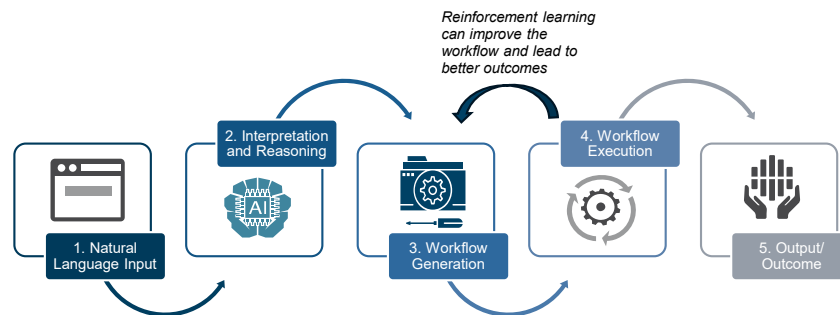 Reinforcement learning
can improve the
workflow and lead to
better outcomes
2. Interpretation
and Reasoning
4. Workflow
Execution
AI
1. Natural
Language Input
3. Workflow
Generation
5. Output/
Outcome